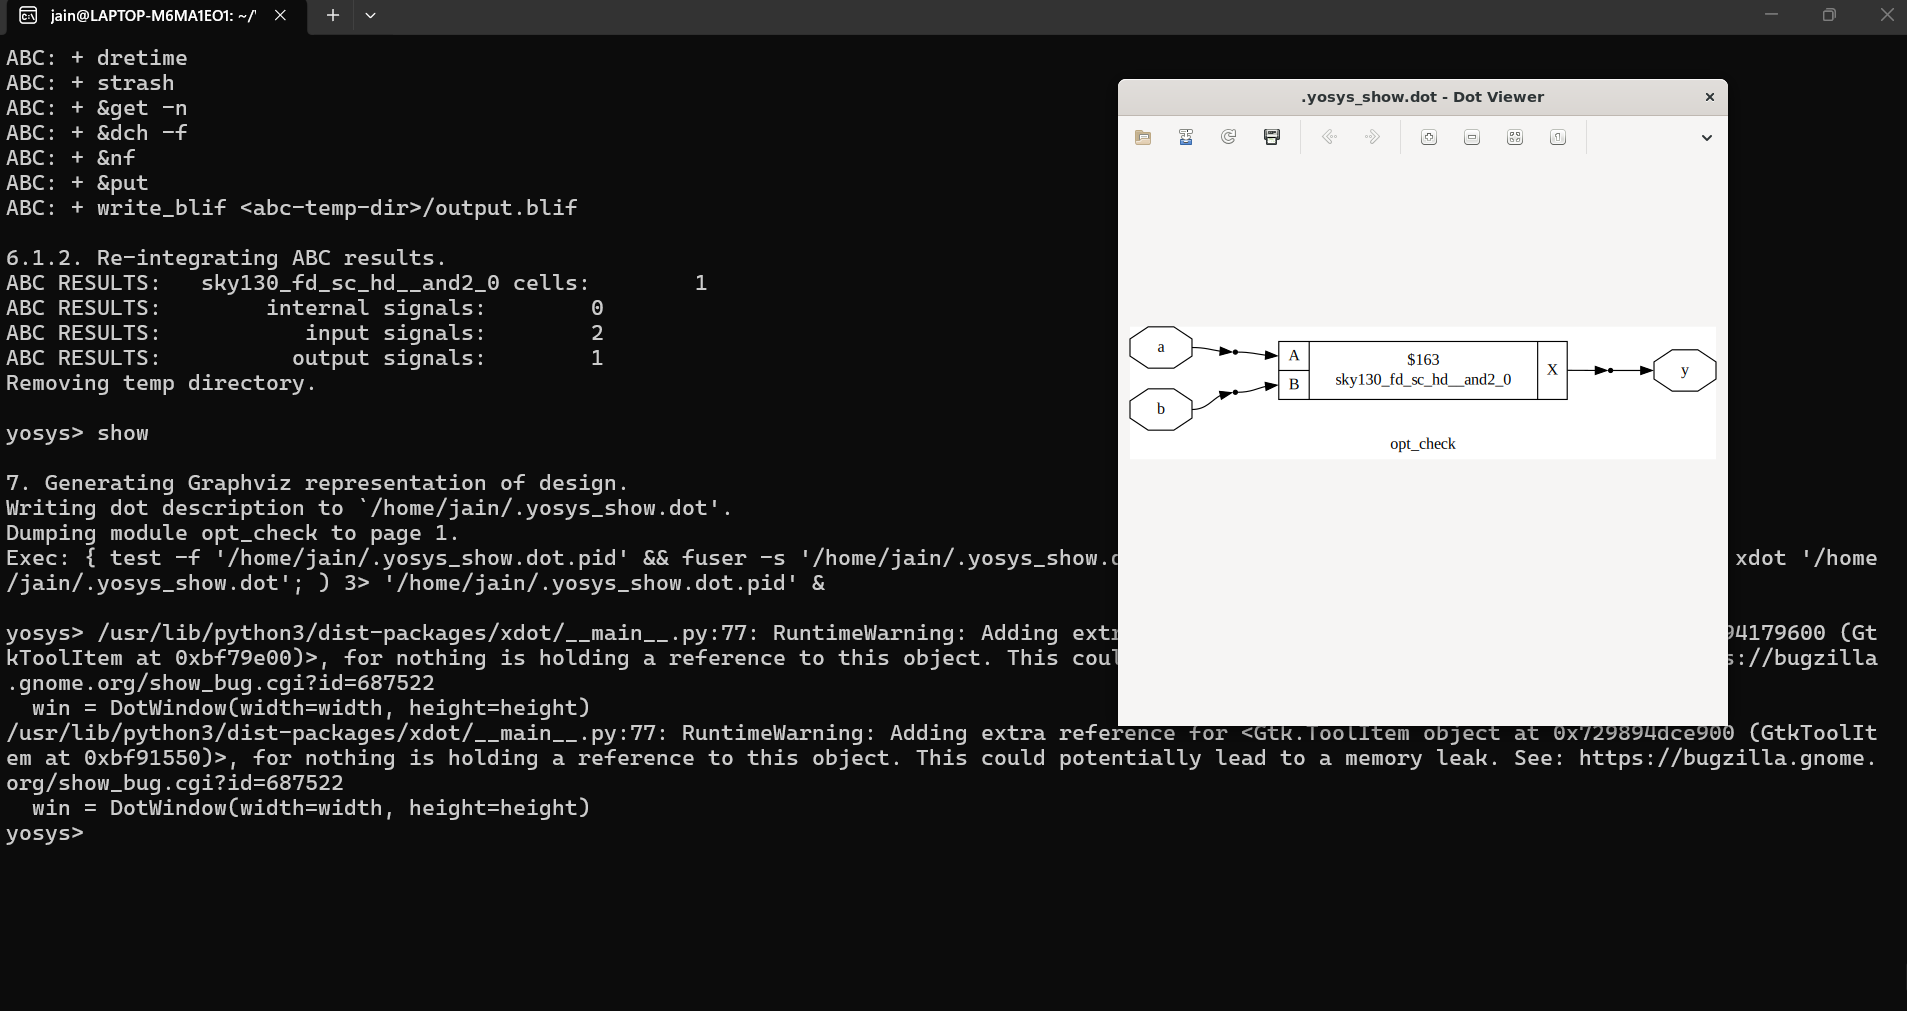 jain@LAPTOP-M6MA1EO1: ~/'
ABC: + dretime
ABC: + strash
ABC: + &get -n
ABC: + &dch -f
ABC: + &nf
ABC: + &put
ABC: + write_blif <abc-temp-dir>/output.blif
6.1.2. Re-integrating ABC results.
ABC RESULTS:   sky130_fd_sc_hd__and2_0 cells:        1
ABC RESULTS:        internal signals:        0
ABC RESULTS:           input signals:        2
ABC RESULTS:          output signals:        1
Removing temp directory.
yosys> show
7. Generating Graphviz representation of design.
Writing dot description to `/home/jain/.yosys_show.dot'.
Dumping module opt_check to page 1.
Exec: { test -f '/home/jain/.yosys_show.dot.pid' && fuser -s '/home/jain/.yosys_show. xdot '/home
/jain/.yosys_show.dot'; ) 3> '/home/jain/.yosys_show.dot.pid' &
yosys> /usr/lib/python3/dist-packages/xdot/__main__.py:77: RuntimeWarning: Adding extr 94179600 (Gt
kToolItem at 0xbf79e00)>, for nothing is holding a reference to this object. This coul s://bugzilla
.gnome.org/show_bug.cgi?id=687522
  win = DotWindow(width=width, height=height)
/usr/lib/python3/dist-packages/xdot/__main__.py:77: RuntimeWarning: Adding extra reference for <Gtk.ToolItem object at 0x729894dce900 (GtkToolIt
em at 0xbf91550)>, for nothing is holding a reference to this object. This could potentially lead to a memory leak. See: https://bugzilla.gnome.
org/show_bug.cgi?id=687522
  win = DotWindow(width=width, height=height)
yosys>
.yosys_show.dot - Dot Viewer
a
b
A
B
$163
sky130_fd_sc_hd__and2_0
X
y
opt_check